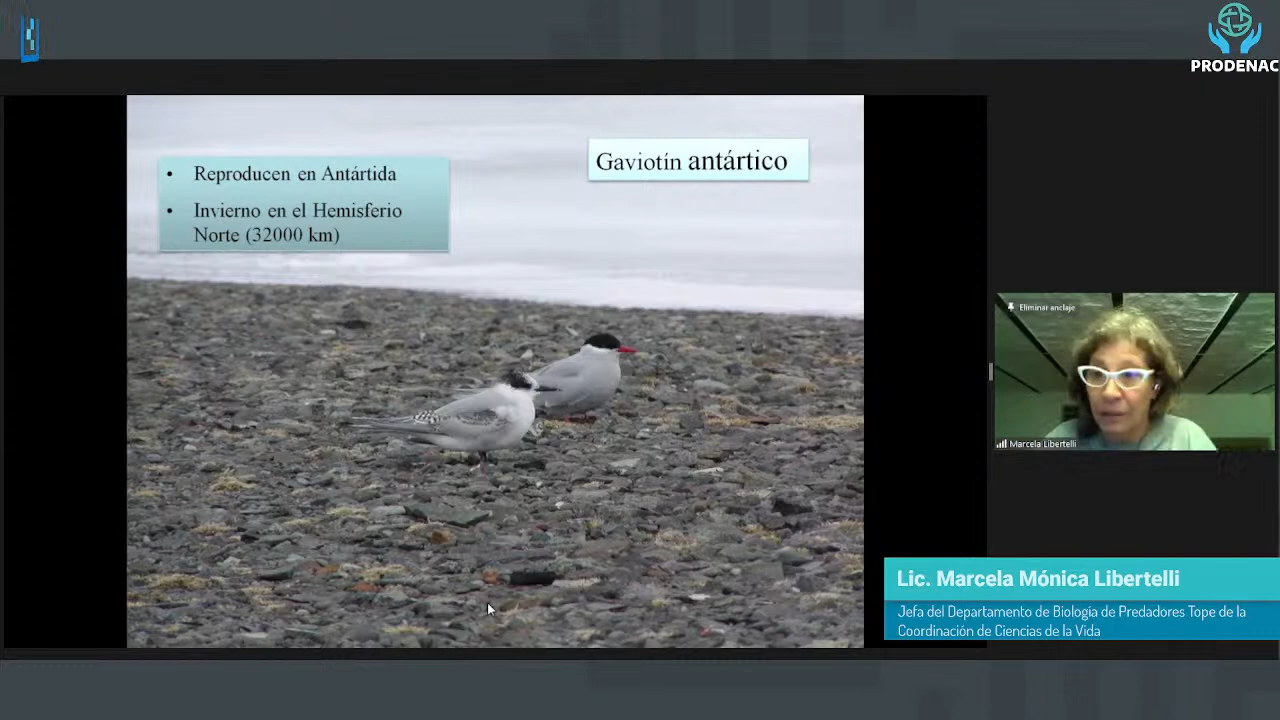 PRODENAC
Gaviotín antártico
• Reproducen en Antártida
• Invierno en el Hemisferio
Norte (32000 km)
Eliminar anclaje
Marcela Libertelli
Lic. Marcela Mónica Libertelli
Jefa del Departamento de Biologia de Predadores Tope de la
Coordinación de Ciencias de la Vida